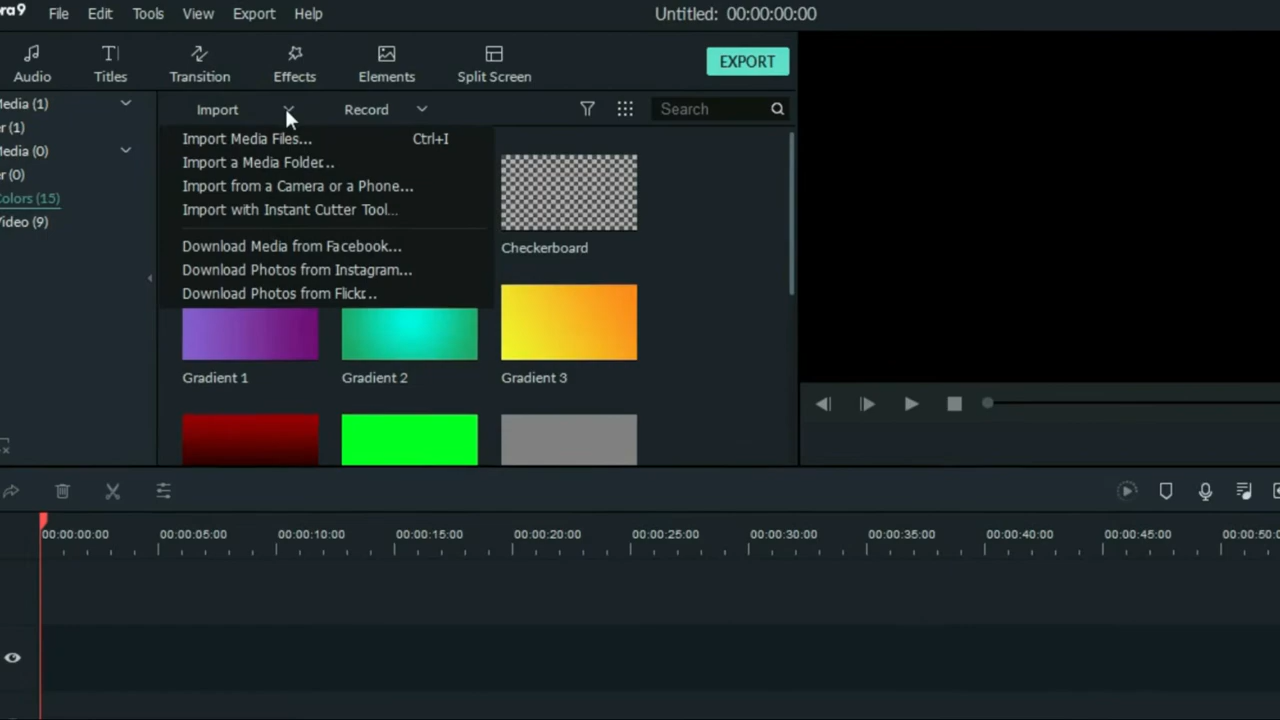 ra9 File Edit Tools View Export Help Untitled: 00:00:00:00
Audio Titles Transition Effects Elements Split Screen EXPORT
Import Record Search
edia (1)
er (1)
Media (0)
er (0)
Colors (15)
Video (9)
Import Media Files... Ctrl+I
Import a Media Folder...
Import from a Camera or a Phone...
Import with Instant Cutter Tool...
Download Media from Facebook...
Download Photos from Instagram...
Download Photos from Flickr...
Checkerboard
Gradient 1 Gradient 2 Gradient 3
00:00:00:00 00:00:05:00 00:00:10:00 00:00:15:00 00:00:20:00 00:00:25:00 00:00:30:00 00:00:35:00 00:00:40:00 00:00:45:00 00:00:50:0